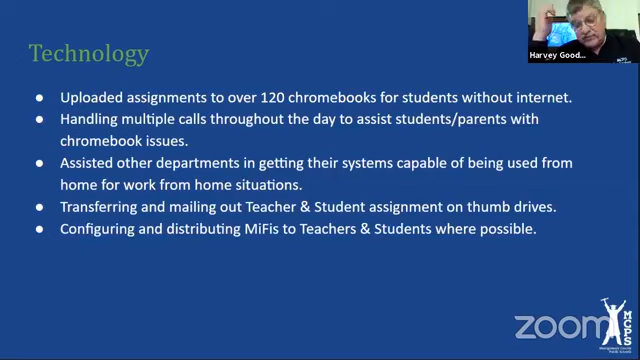 Technology
Harvey Good...
● Uploaded assignments to over 120 chromebooks for students without internet.
● Handling multiple calls throughout the day to assist students/parents with
chromebook issues.
● Assisted other departments in getting their systems capable of being used from
home for work from home situations.
● Transferring and mailing out Teacher & Student assignment on thumb drives.
● Configuring and distributing MiFis to Teachers & Students where possible.
zoom
MCPS